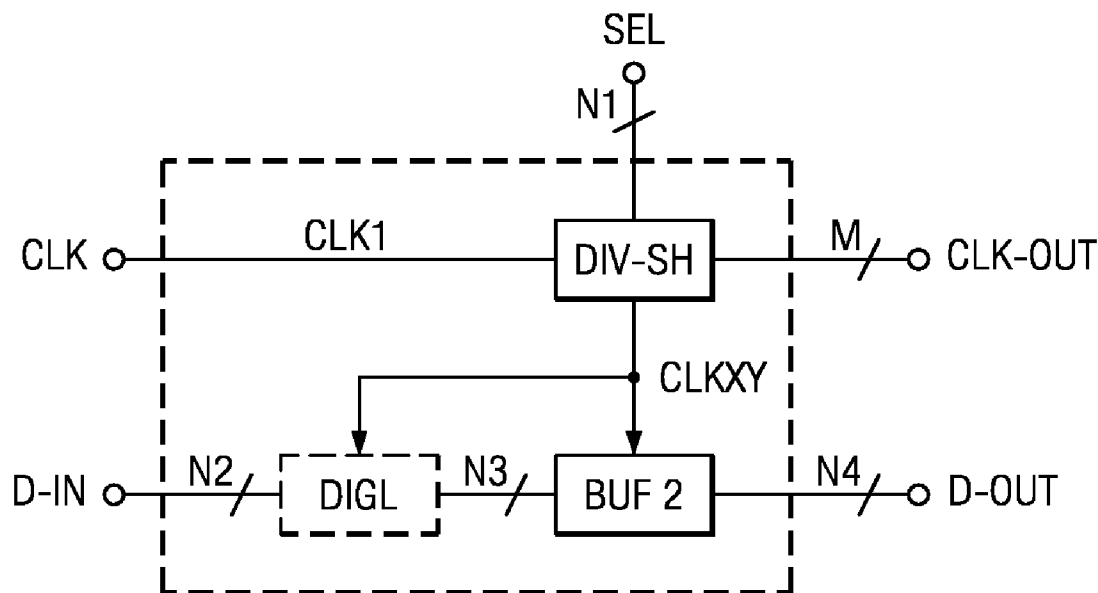 SEL
N1
CLK
CLK1
DIV-SH
M
CLK-OUT
CLKXY
D-IN
N2
DIGL
N3
BUF 2
N4
D-OUT